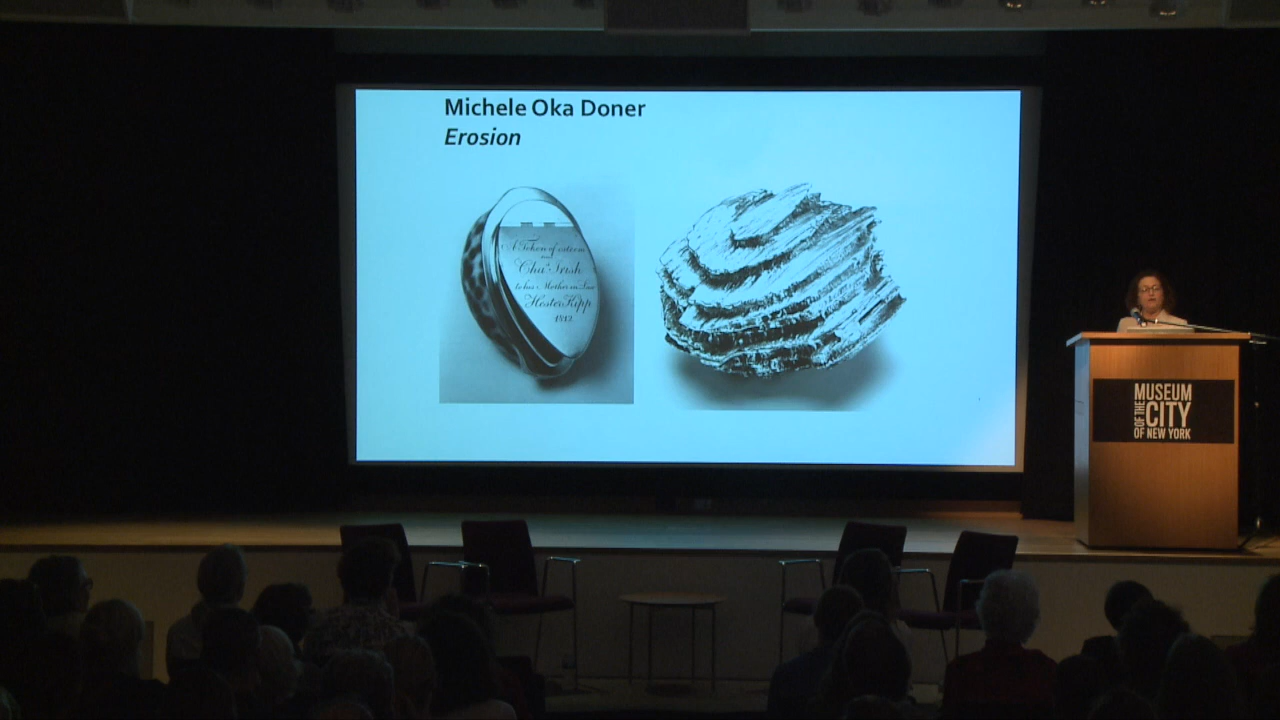 Michele Oka Doner
Erosion
A Token of esteem
from
Chas Irish
to his Mother in Law
Hester Kipp
1812
MUSEUM
OF THE
CITY
OF NEW YORK